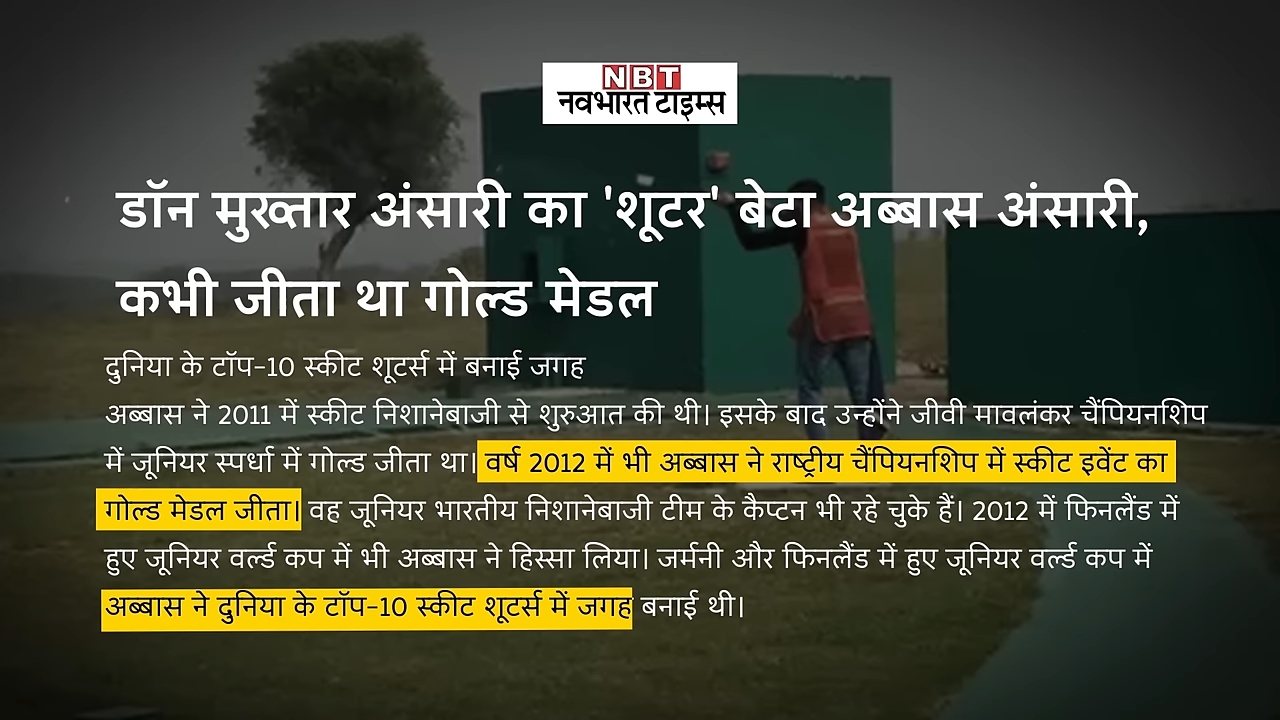 NBT
नवभारत टाइम्स
डॉन मुख्तार अंसारी का 'शूटर' बेटा अब्बास अंसारी,
कभी जीता था गोल्ड मेडल
दुनिया के टॉप-10 स्कीट शूटर्स में बनाई जगह
अब्बास ने 2011 में स्कीट निशानेबाजी से शुरुआत की थी। इसके बाद उन्होंने जीवी मावलंकर चैंपियनशिप
में जूनियर स्पर्धा में गोल्ड जीता था। वर्ष 2012 में भी अब्बास ने राष्ट्रीय चैंपियनशिप में स्कीट इवेंट का
गोल्ड मेडल जीता। वह जूनियर भारतीय निशानेबाजी टीम के कैप्टन भी रहे चुके हैं। 2012 में फिनलैंड में
हुए जूनियर वर्ल्ड कप में भी अब्बास ने हिस्सा लिया। जर्मनी और फिनलैंड में हुए जूनियर वर्ल्ड कप में
अब्बास ने दुनिया के टॉप-10 स्कीट शूटर्स में जगह बनाई थी।